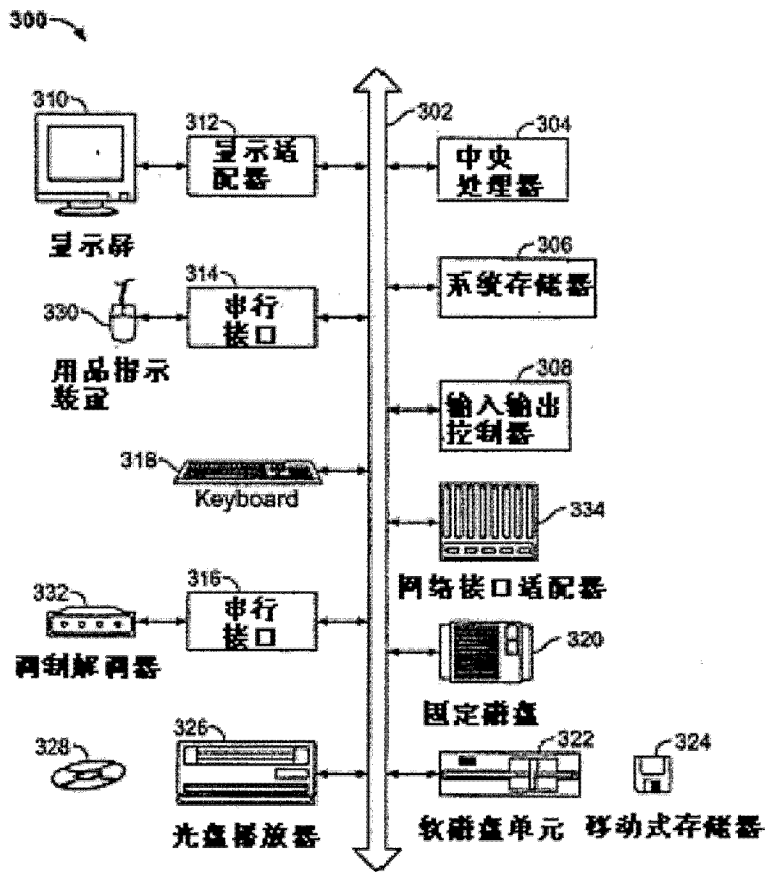 300
310
312
显示适
配器
显示屏
302
304
中央
处理器
306
系统存储器
314
串行
接口
330
用品指示
装置
308
输入输出
控制器
318
Keyboard
334
网络接口适配器
316
串行
接口
332
调制解调器
320
固定磁盘
326
328
光盘播放器
322
324
软磁盘单元
移动式存储器